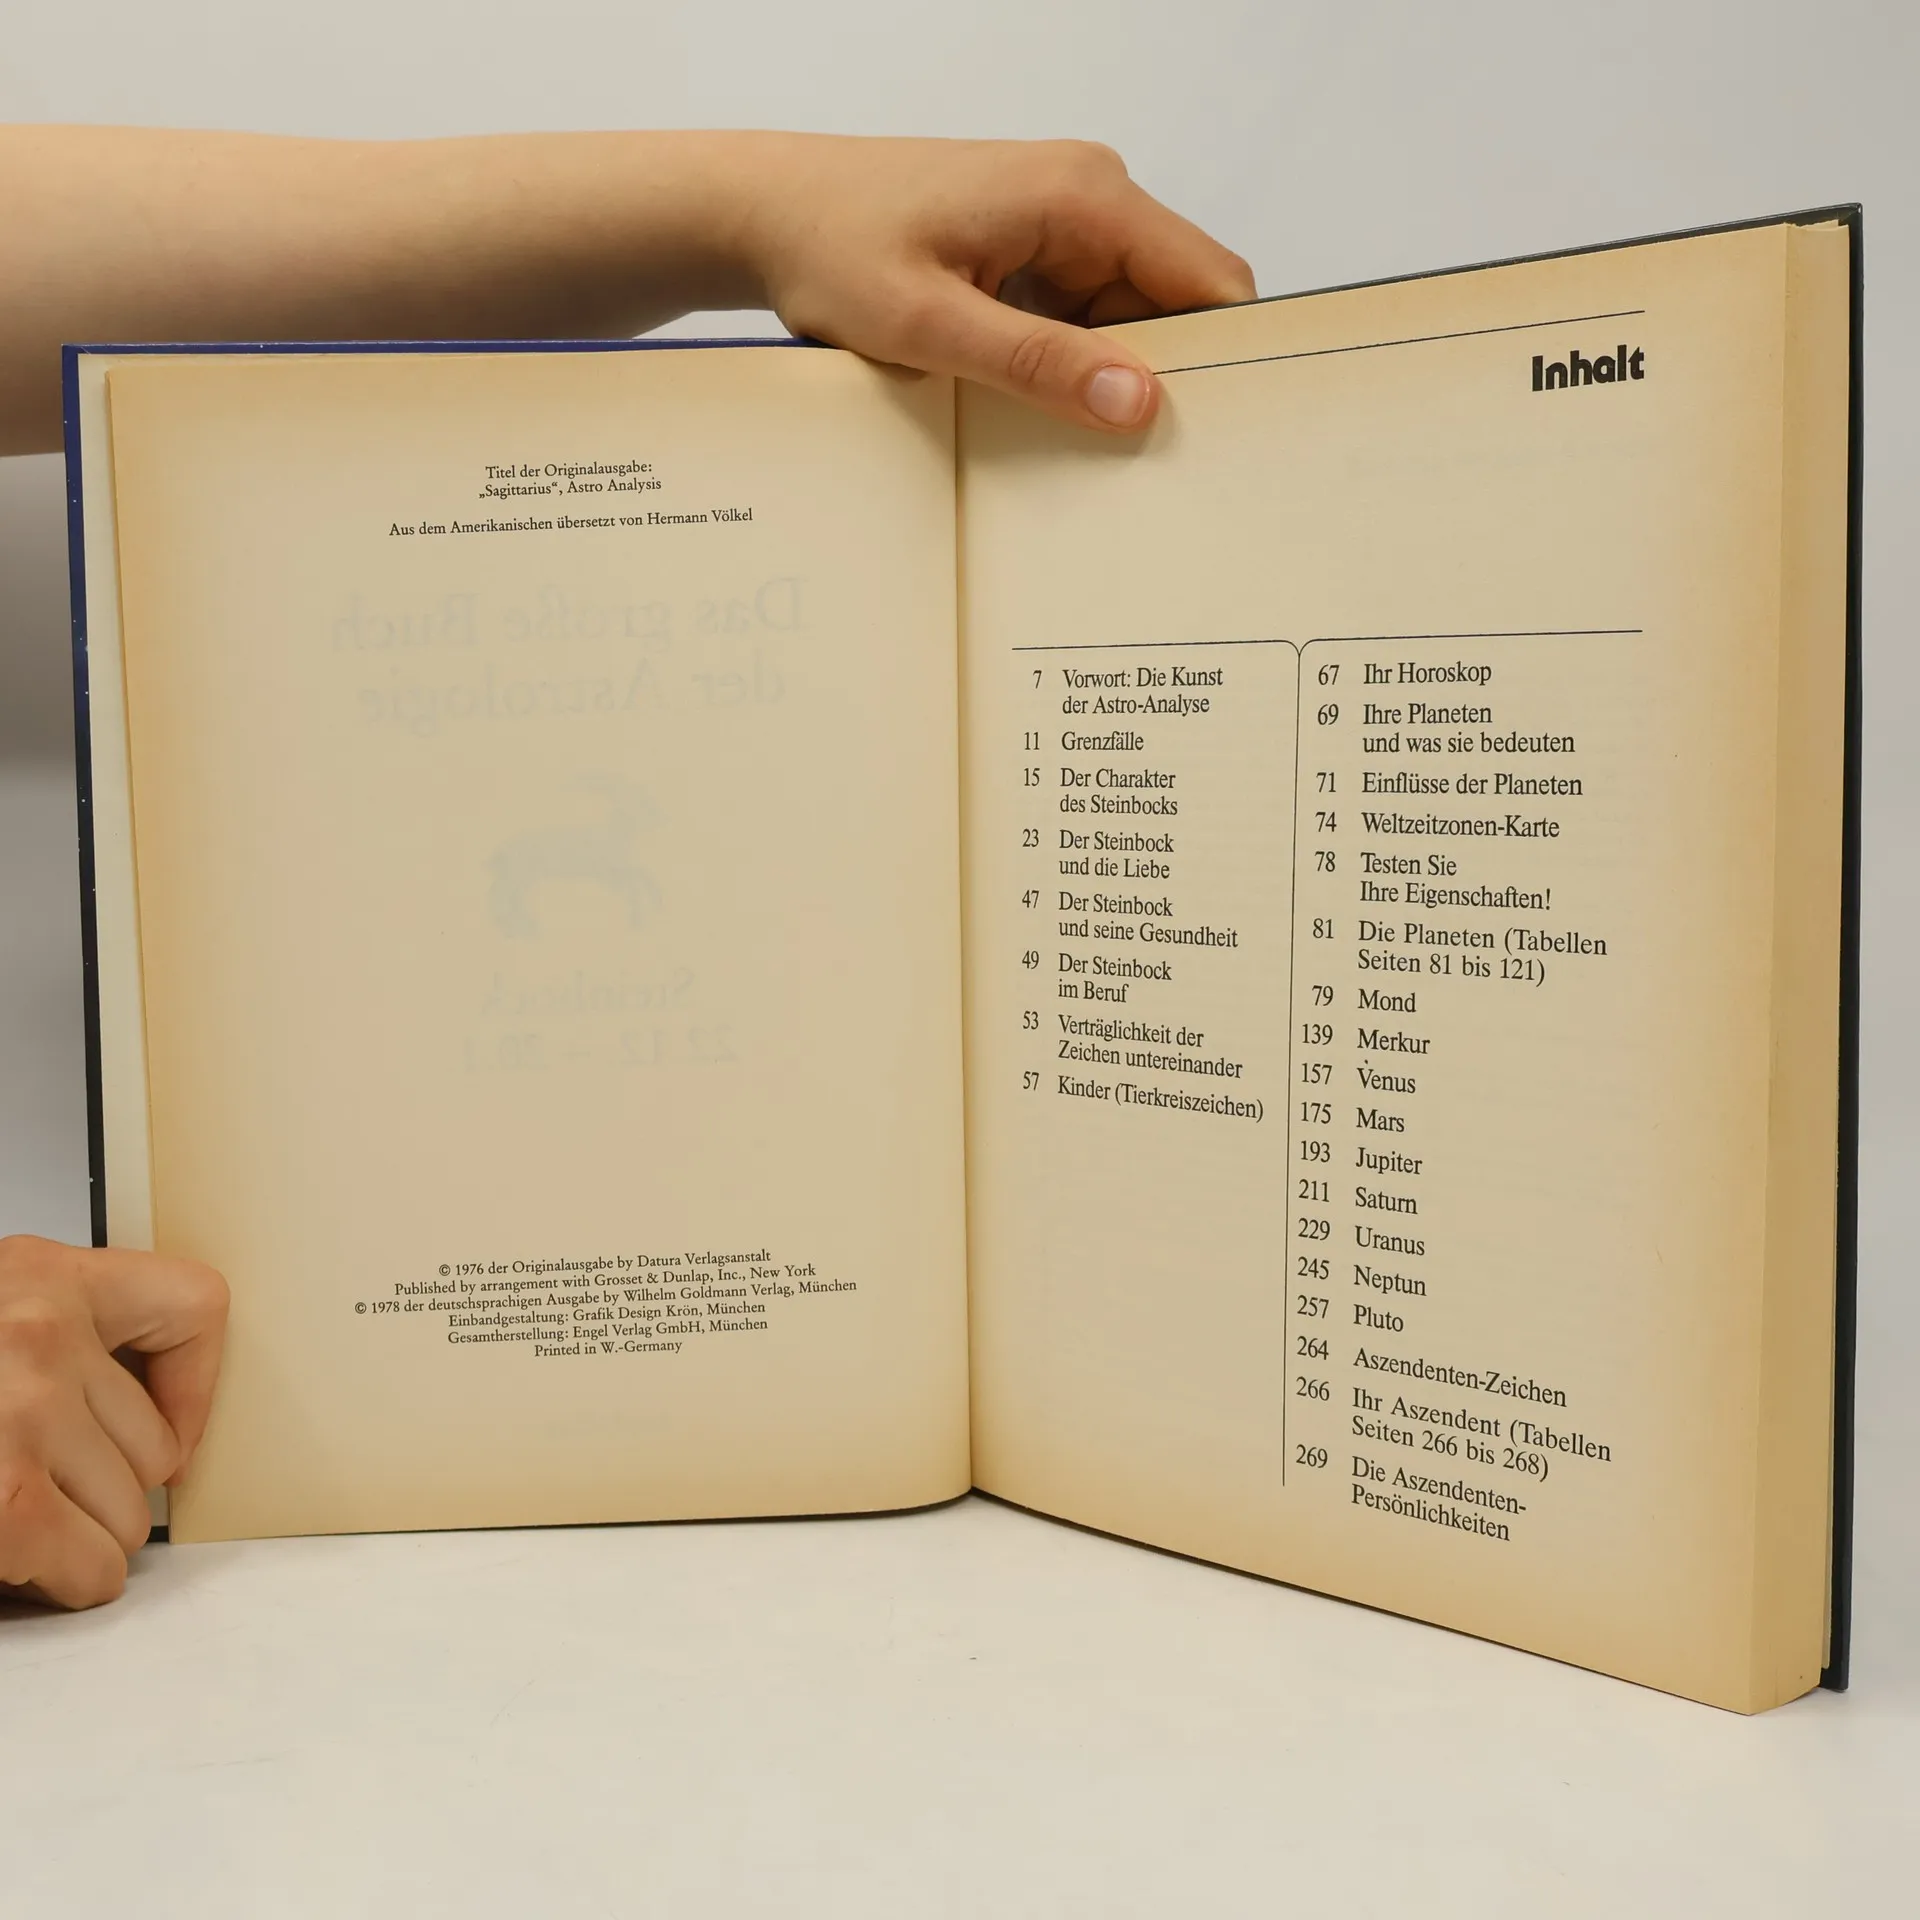 Titel der Originalausgabe:
„Sagittarius“, Astro Analysis
Aus dem Amerikanischen übersetzt von Hermann Völkel
Das große Buch
der Astrologie
Steinbock
© 1976 der Originalausgabe by Datura Verlagsanstalt
Published by arrangement with Grosset & Dunlap, Inc., New York
© 1978 der deutschsprachigen Ausgabe by Wilhelm Goldmann Verlag, München
Einbandgestaltung: Grafik Design Krön, München
Gesamtherstellung: Engel Verlag GmbH, München
Printed in W.-Germany
Inhalt
7 Vorwort: Die Kunst
der Astro-Analyse
11 Grenzfälle
15 Der Charakter
des Steinbocks
23 Der Steinbock
und die Liebe
47 Der Steinbock
und seine Gesundheit
49 Der Steinbock
im Beruf
53 Verträglichkeit der
Zeichen untereinander
57 Kinder (Tierkreiszeichen)
67 Ihr Horoskop
69 Ihre Planeten
und was sie bedeuten
71 Einflüsse der Planeten
74 Weltzeitzonen-Karte
78 Testen Sie
Ihre Eigenschaften!
81 Die Planeten (Tabellen
Seiten 81 bis 121)
79 Mond
139 Merkur
157 Venus
175 Mars
193 Jupiter
211 Saturn
229 Uranus
245 Neptun
257 Pluto
264 Aszendenten-Zeichen
266 Ihr Aszendent (Tabellen
Seiten 266 bis 268)
269 Die Aszendenten-
Persönlichkeiten